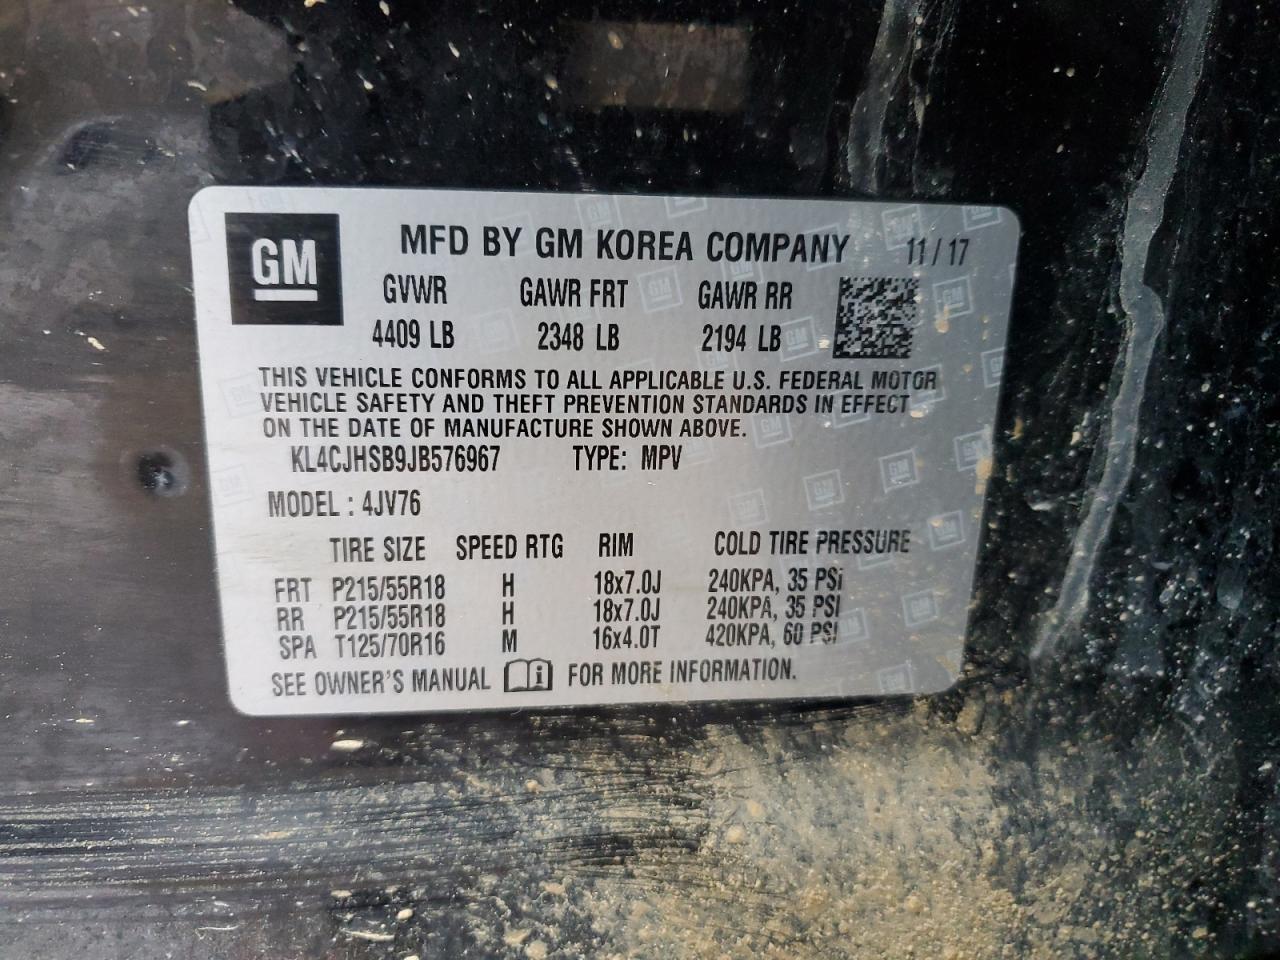 GM MFD BY GM KOREA COMPANY 11/17
GVWR GAWR FRT GAWR RR
4409 LB 2348 LB 2194 LB
THIS VEHICLE CONFORMS TO ALL APPLICABLE U.S. FEDERAL MOTOR
VEHICLE SAFETY AND THEFT PREVENTION STANDARDS IN EFFECT
ON THE DATE OF MANUFACTURE SHOWN ABOVE.
KL4CJHSB9JB576967 TYPE: MPV
MODEL : 4JV76
TIRE SIZE SPEED RTG RIM COLD TIRE PRESSURE
FRT P215/55R18 H 18x7.0J 240KPA, 35 PSi
RR P215/55R18 H 18x7.0J 240KPA, 35 PSI
SPA T125/70R16 M 16x4.0T 420KPA, 60 PSI
SEE OWNER'S MANUAL i FOR MORE INFORMATION.